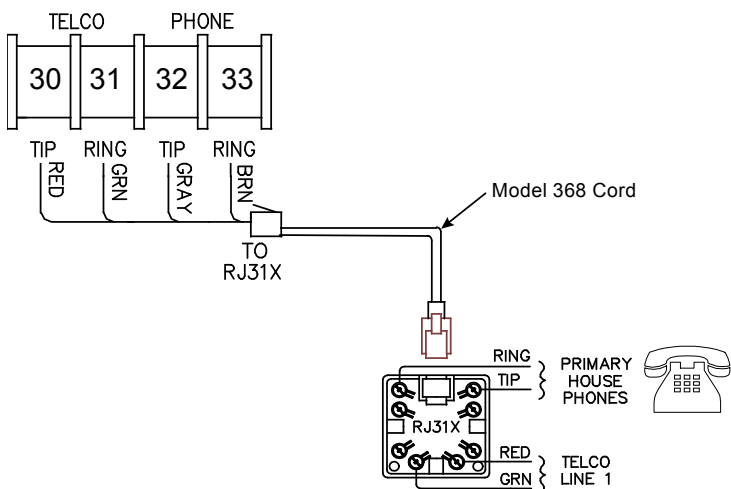 TELCO PHONE
30 31 32 33
TIP RING TIP RING
RED GRN GRAY BRN
Model 368 Cord
TO
RJ31X
RING
TIP
PRIMARY
HOUSE
PHONES
RJ31X
RED
GRN
TELCO
LINE 1